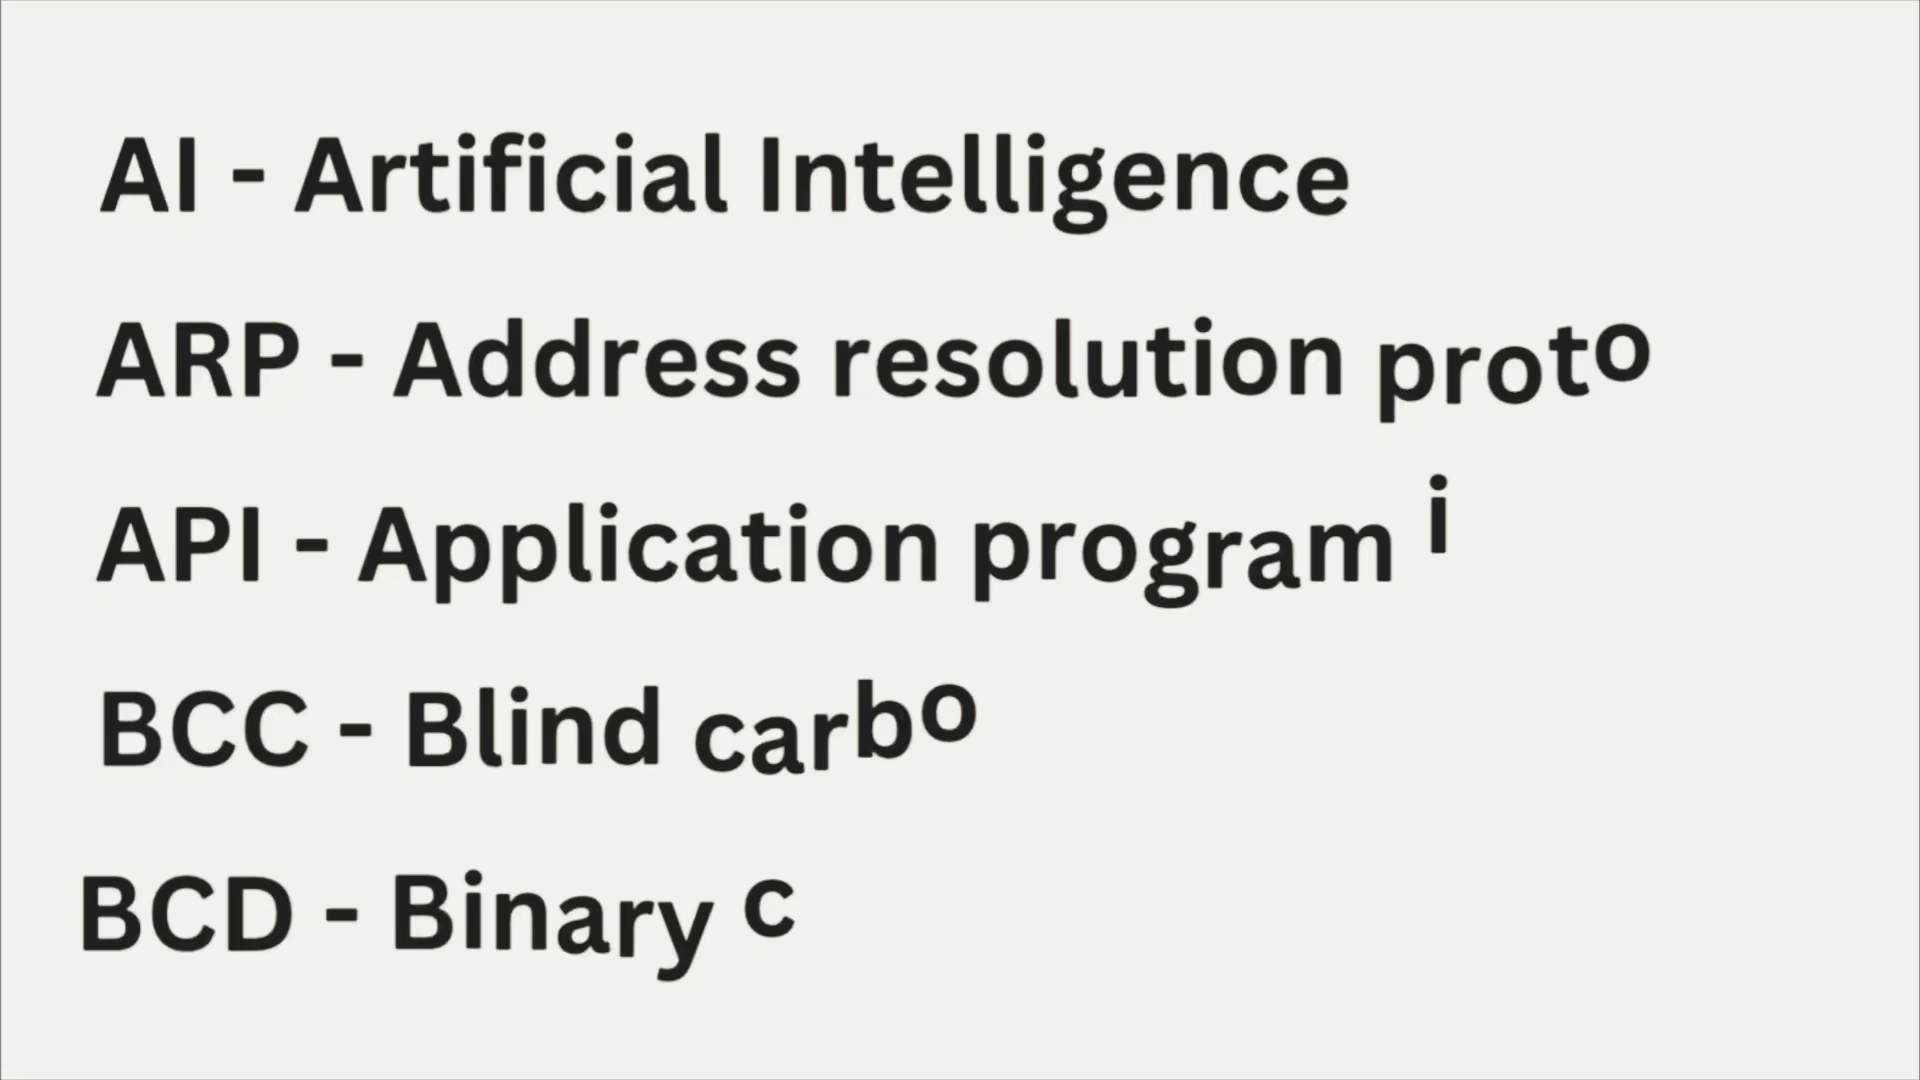 AI - Artificial Intelligence
ARP - Address resolution proto
API - Application program i
BCC - Blind carbo
BCD - Binary c